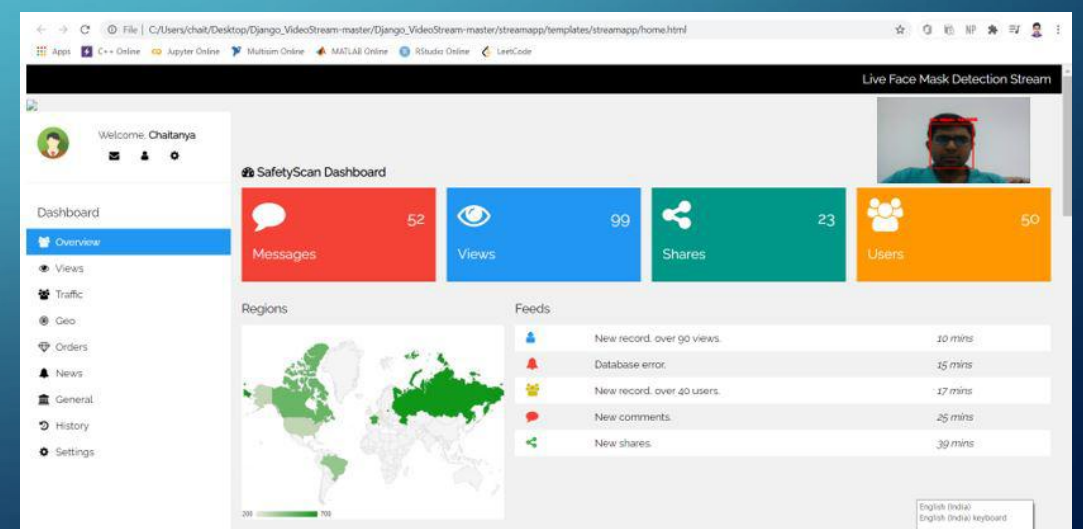 File | C:/Users/chait/Desktop/Django_VideoStream-master/Django_VideoStream-master/streamapp/templates/streamapp/home.html
Apps C++ Online Jupyter Online Multisim Online MATLAB Online RStudio Online LeetCode
Live Face Mask Detection Stream
Welcome, Chaitanya
SafetyScan Dashboard
52
Messages
99
Views
23
Shares
50
Users
Dashboard
Overview
Views
Traffic
Geo
Orders
News
General
History
Settings
Regions
200 700
Feeds
New record, over 90 views. 10 mins
Database error. 15 mins
New record, over 40 users. 17 mins
New comments. 25 mins
New shares. 39 mins
English (India)
English (India) keyboard